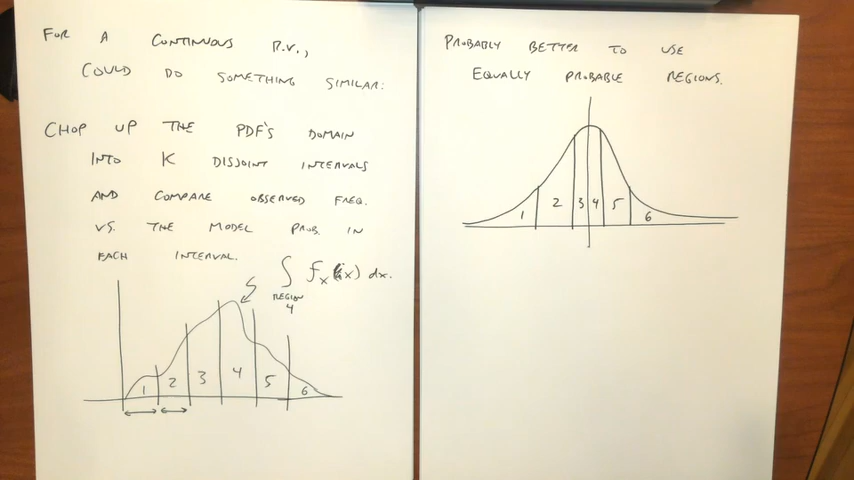 FOR A CONTINUOUS R.V.,
COULD DO SOMETHING SIMILAR:
CHOP UP THE PDF'S DOMAIN
INTO K DISJOINT INTERVALS
AND COMPARE OBSERVED FREQ.
VS. THE MODEL PROB. IN
EACH INTERVAL.
∫ fx(x) dx.
REGION
4
1 2 3 4 5 6
PROBABLY BETTER TO USE
EQUALLY PROBABLE REGIONS.
1 2 3 4 5 6